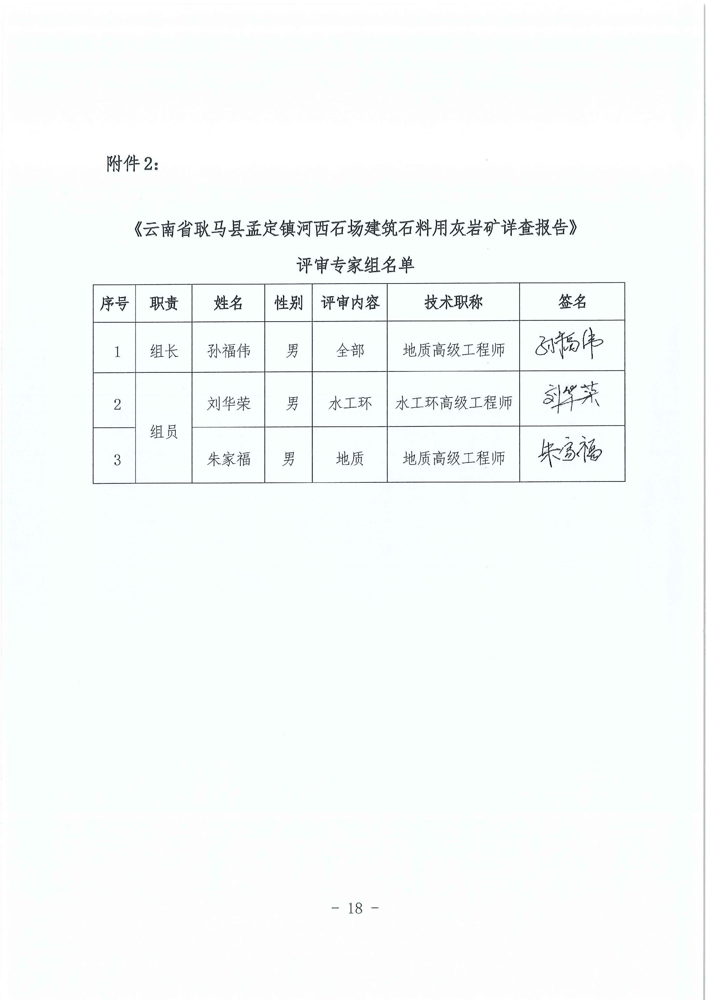 附件2：
《云南省耿马县孟定镇河西石场建筑石料用灰岩矿详查报告》
评审专家组名单
序号 职责 姓名 性别 评审内容 技术职称 签名
1 组长 孙福伟 男 全部 地质高级工程师 孙福伟
2 组员 刘华荣 男 水工环 水工环高级工程师 刘华荣
3 朱家福 男 地质 地质高级工程师 朱家福
- 18 -